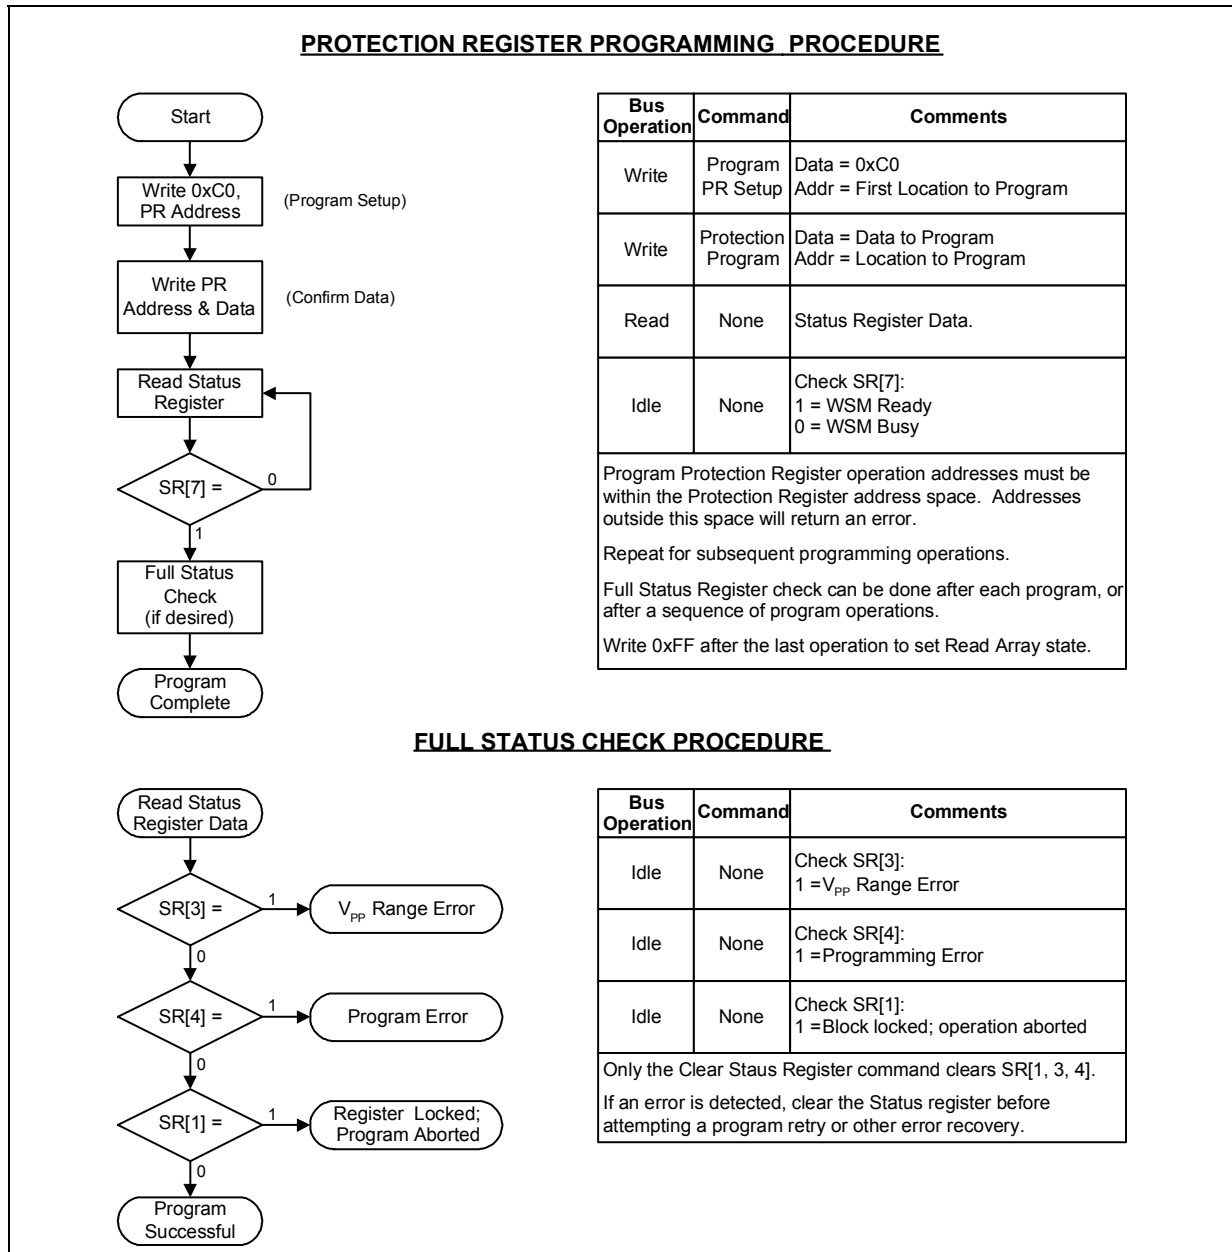 PROTECTION REGISTER PROGRAMMING PROCEDURE
Start
Write 0xC0,
PR Address
(Program Setup)
Write PR
Address & Data
(Confirm Data)
Read Status
Register
SR[7] =
0
1
Full Status
Check
(if desired)
Program
Complete
Bus
Operation
Command
Comments
Write
Program
PR Setup
Data = 0xC0
Addr = First Location to Program
Write
Protection
Program
Data = Data to Program
Addr = Location to Program
Read
None
Status Register Data.
Idle
None
Check SR[7]:
1 = WSM Ready
0 = WSM Busy
Program Protection Register operation addresses must be
within the Protection Register address space. Addresses
outside this space will return an error.
Repeat for subsequent programming operations.
Full Status Register check can be done after each program, or
after a sequence of program operations.
Write 0xFF after the last operation to set Read Array state.
FULL STATUS CHECK PROCEDURE
Read Status
Register Data
SR[3] =
1
V_PP Range Error
0
SR[4] =
1
Program Error
0
SR[1] =
1
Register Locked;
Program Aborted
0
Program
Successful
Bus
Operation
Command
Comments
Idle
None
Check SR[3]:
1 =V_PP Range Error
Idle
None
Check SR[4]:
1 =Programming Error
Idle
None
Check SR[1]:
1 =Block locked; operation aborted
Only the Clear Staus Register command clears SR[1, 3, 4].
If an error is detected, clear the Status register before
attempting a program retry or other error recovery.